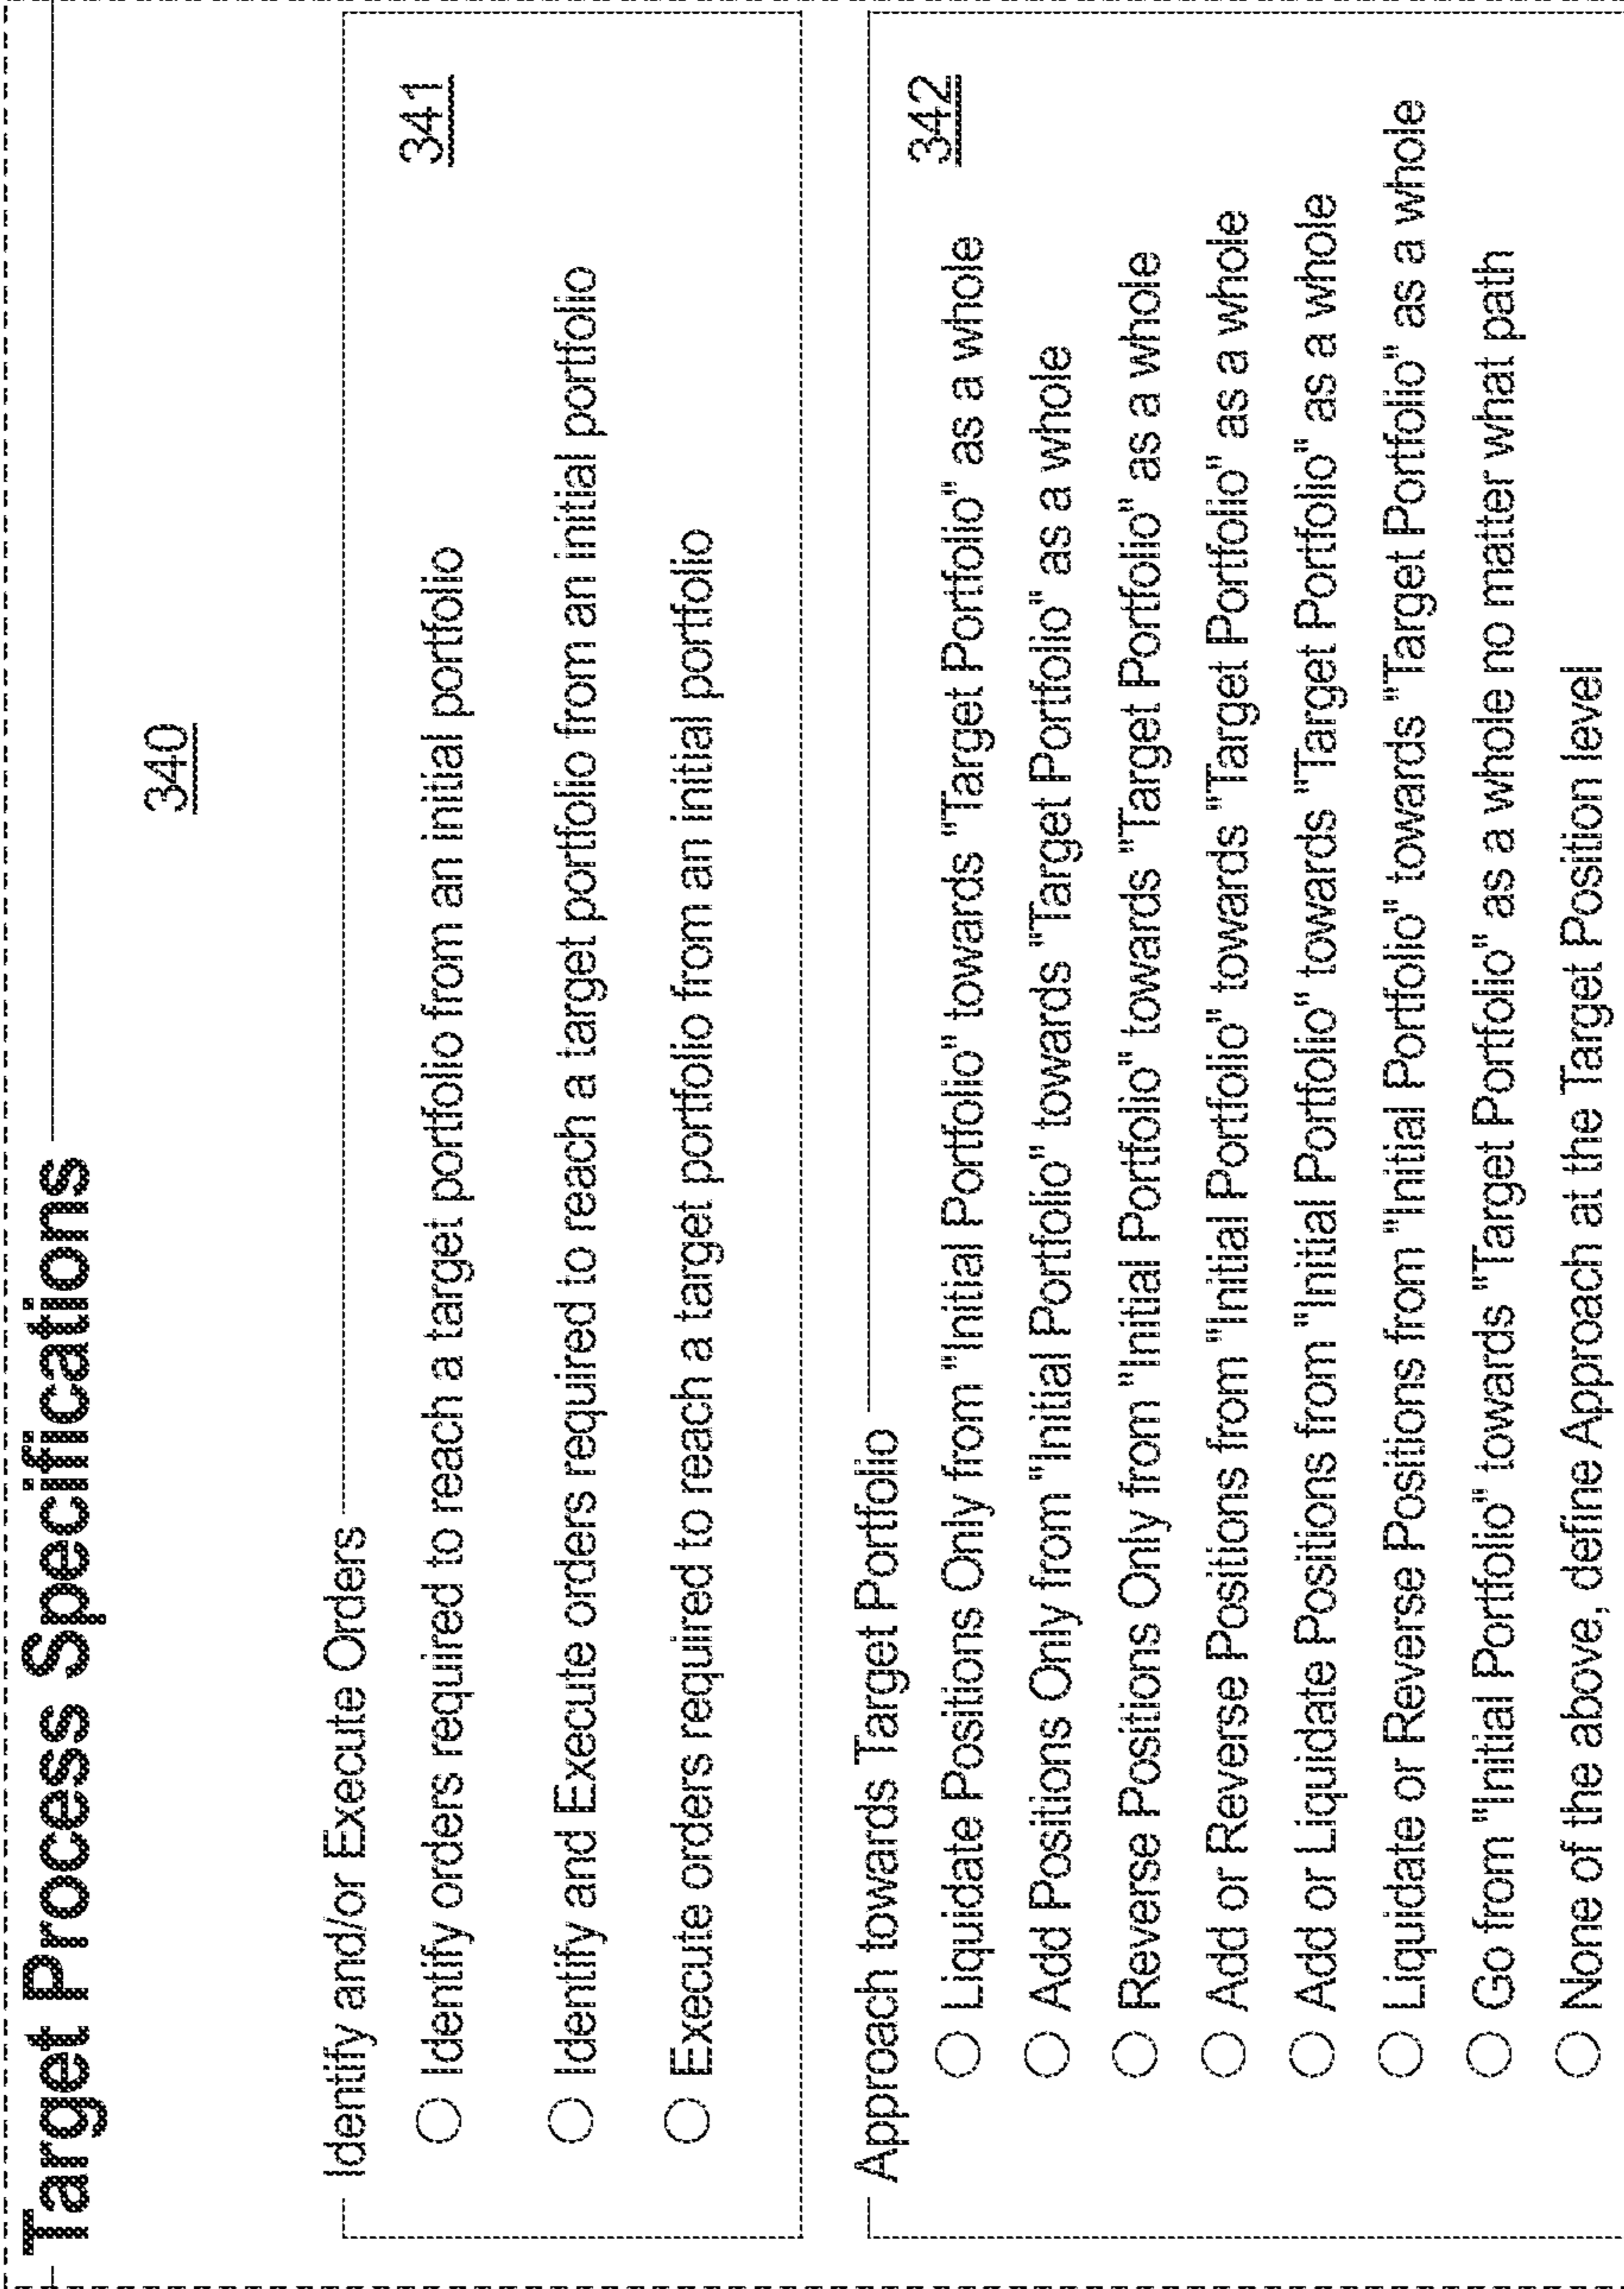 Target Process Specifications
340
Identify and/or Execute Orders
341
Identify orders required to reach a target portfolio from an initial portfolio
Identify and Execute orders required to reach a target portfolio from an initial portfolio
Execute orders required to reach a target portfolio from an initial portfolio
Approach towards Target Portfolio
342
Liquidate Positions Only from "Initial Portfolio" towards "Target Portfolio" as a whole
Add Positions Only from "Initial Portfolio" towards "Target Portfolio" as a whole
Reverse Positions Only from "Initial Portfolio" towards "Target Portfolio" as a whole
Add or Reverse Positions from "Initial Portfolio" towards "Target Portfolio" as a whole
Add or Liquidate Positions from "Initial Portfolio" towards "Target Portfolio" as a whole
Liquidate or Reverse Positions from "Initial Portfolio" towards "Target Portfolio" as a whole
Go from "Initial Portfolio" towards "Target Portfolio" as a whole no matter what path
None of the above, define Approach at the Target Position level